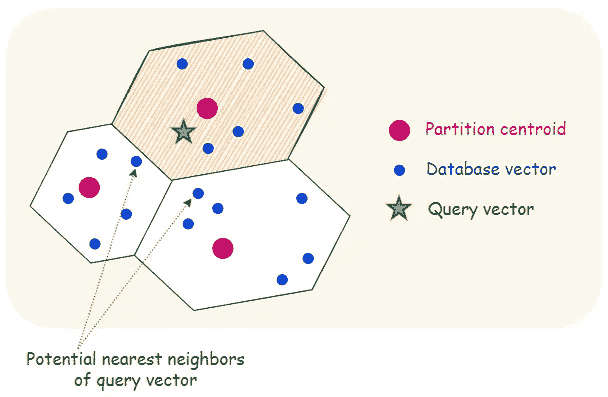 Partition centroid
Database vector
Query vector
Potential nearest neighbors
of query vector